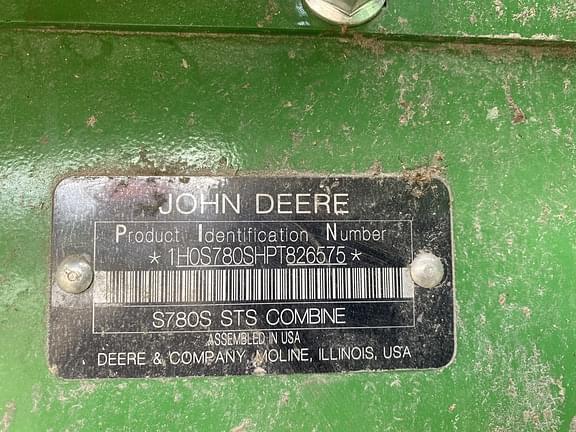 JOHN DEERE
Product Identification Number
*1H0S780SHPT826575*
S780S STS COMBINE
ASSEMBLED IN USA
DEERE & COMPANY, MOLINE, ILLINOIS, USA